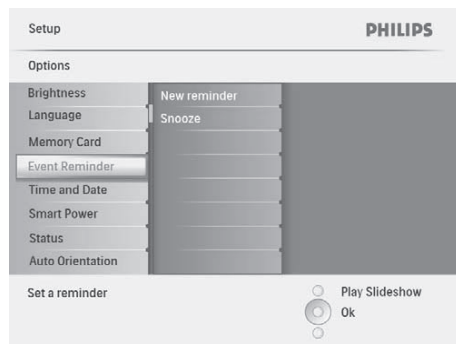 Setup
PHILIPS
Options
Brightness
New reminder
Language
Snooze
Memory Card
Event Reminder
Time and Date
Smart Power
Status
Auto Orientation
Set a reminder
Play Slideshow
Ok